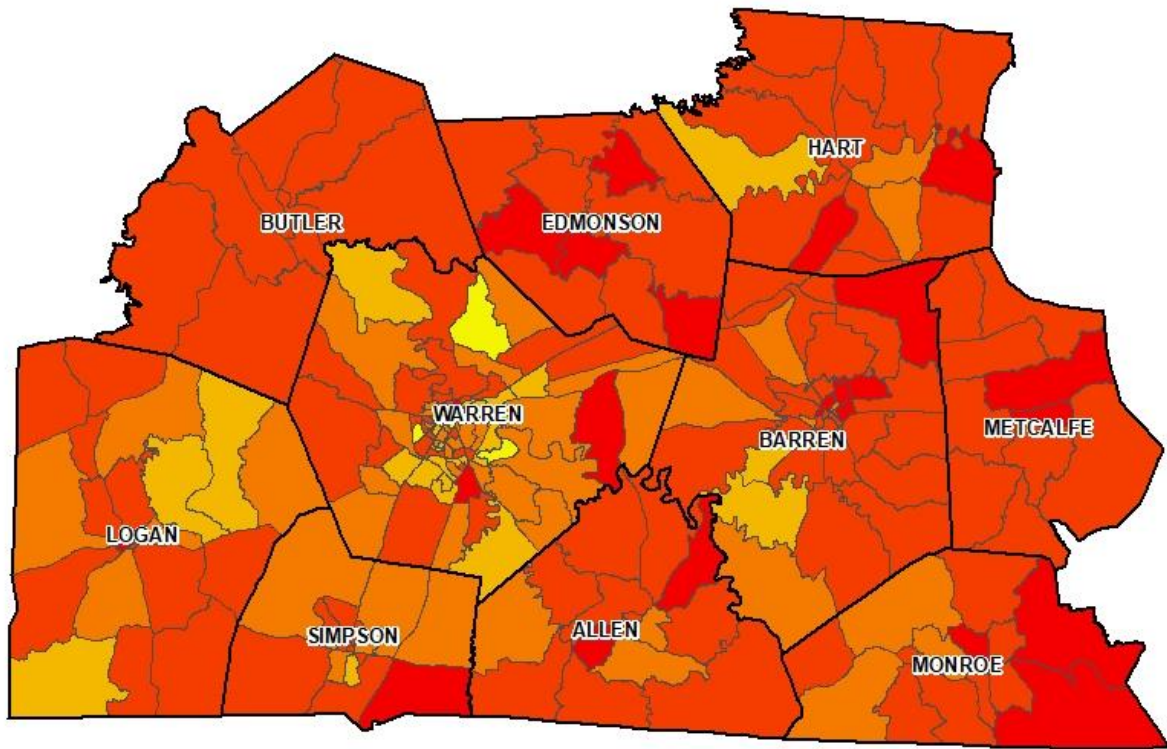 HART
BUTLER
EDMONSON
WARREN
BARREN
METCALFE
LOGAN
SIMPSON
ALLEN
MONROE